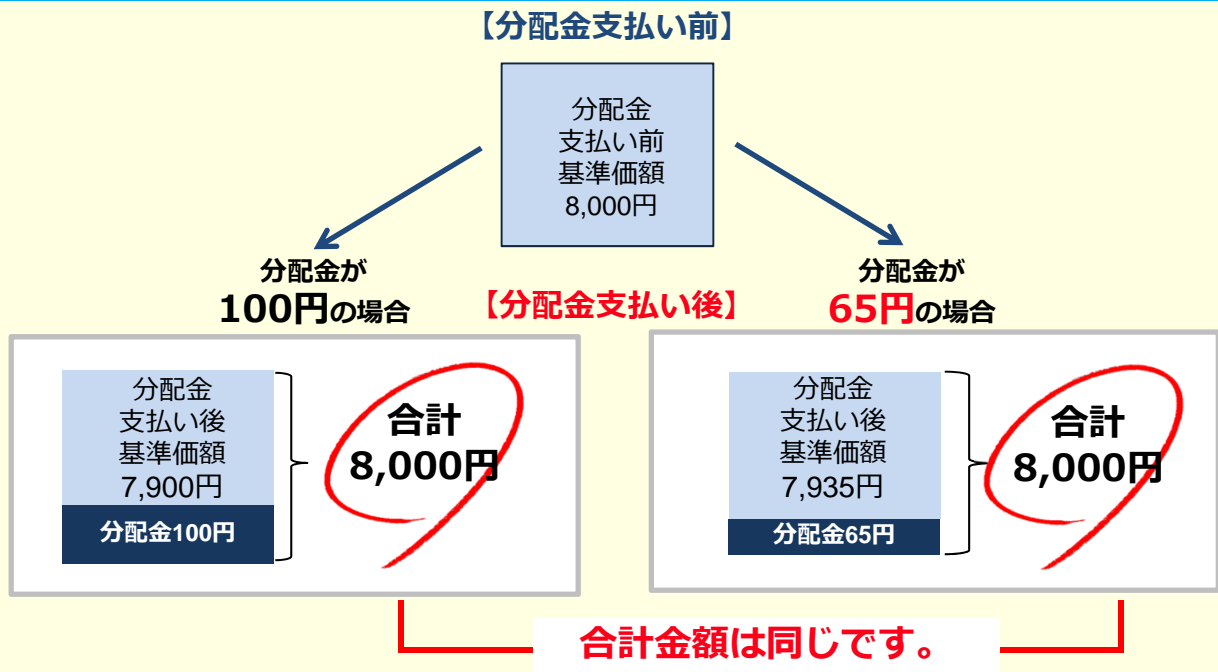 【分配金支払い前】
分配金
支払い前
基準価額
8,000円
分配金が
100円の場合
【分配金支払い後】
分配金が
65円の場合
分配金
支払い後
基準価額
7,900円
分配金100円
合計
8,000円
分配金
支払い後
基準価額
7,935円
分配金65円
合計
8,000円
合計金額は同じです。